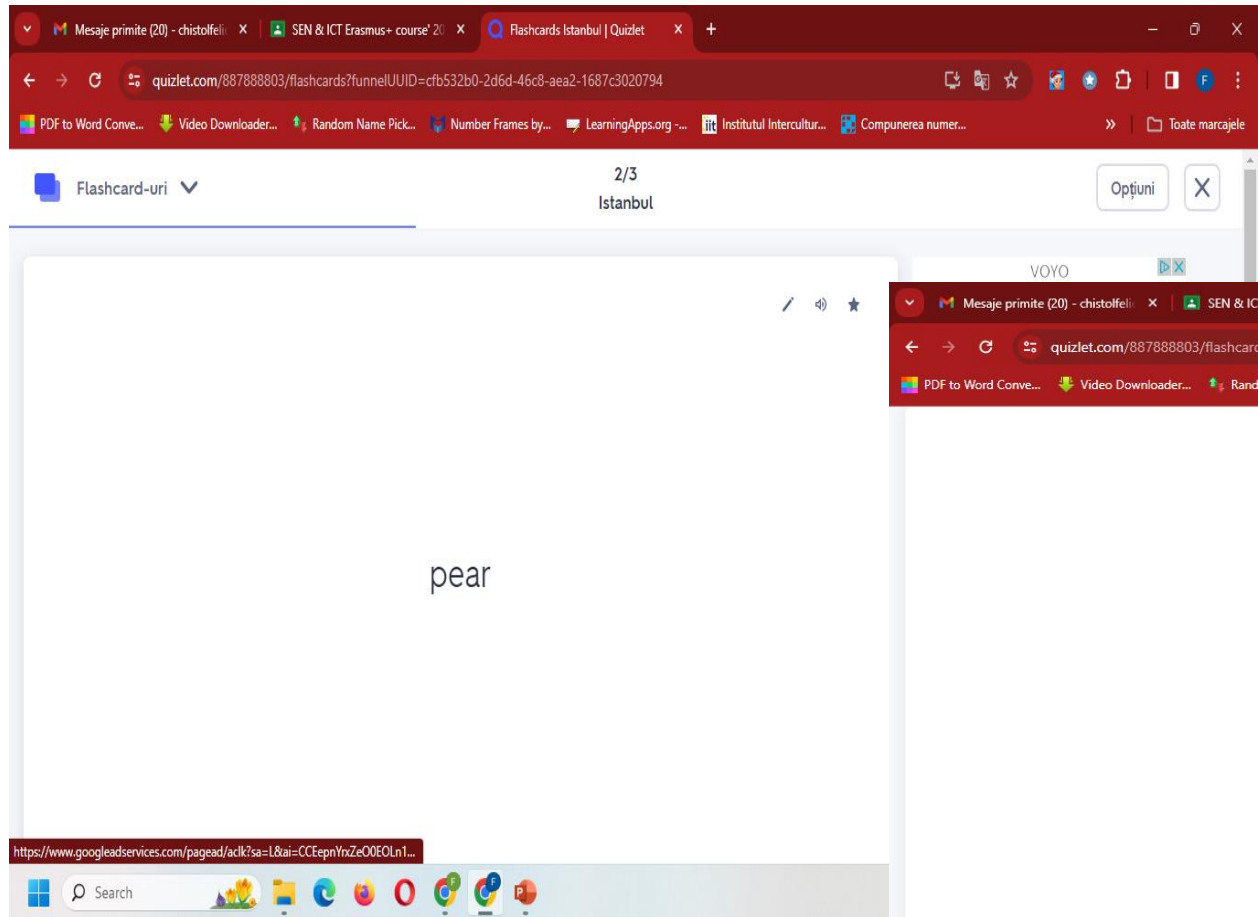 Mesaje primite (20) - chistolfeli
SEN & ICT Erasmus+ course' 20
Flashcards Istanbul | Quizlet
quizlet.com/887888803/flashcards?funnelUUID=cfb532b0-2d6d-46c8-aea2-1687c3020794
PDF to Word Conve...
Video Downloader...
Random Name Pick...
Number Frames by...
LearningApps.org -...
iit Institutul Intercultur...
Compunerea numer...
Toate marcajele
Flashcard-uri
2/3
Istanbul
Opțiuni
VOYO
pear
Mesaje primite (20) - chistolfeli
SEN & IC
quizlet.com/887888803/flashcard
PDF to Word Conve...
Video Downloader...
Rand
https://www.googleadservices.com/pagead/aclk?sa=L&ai=CCEepnYrxZeO0EOLn1...
Search